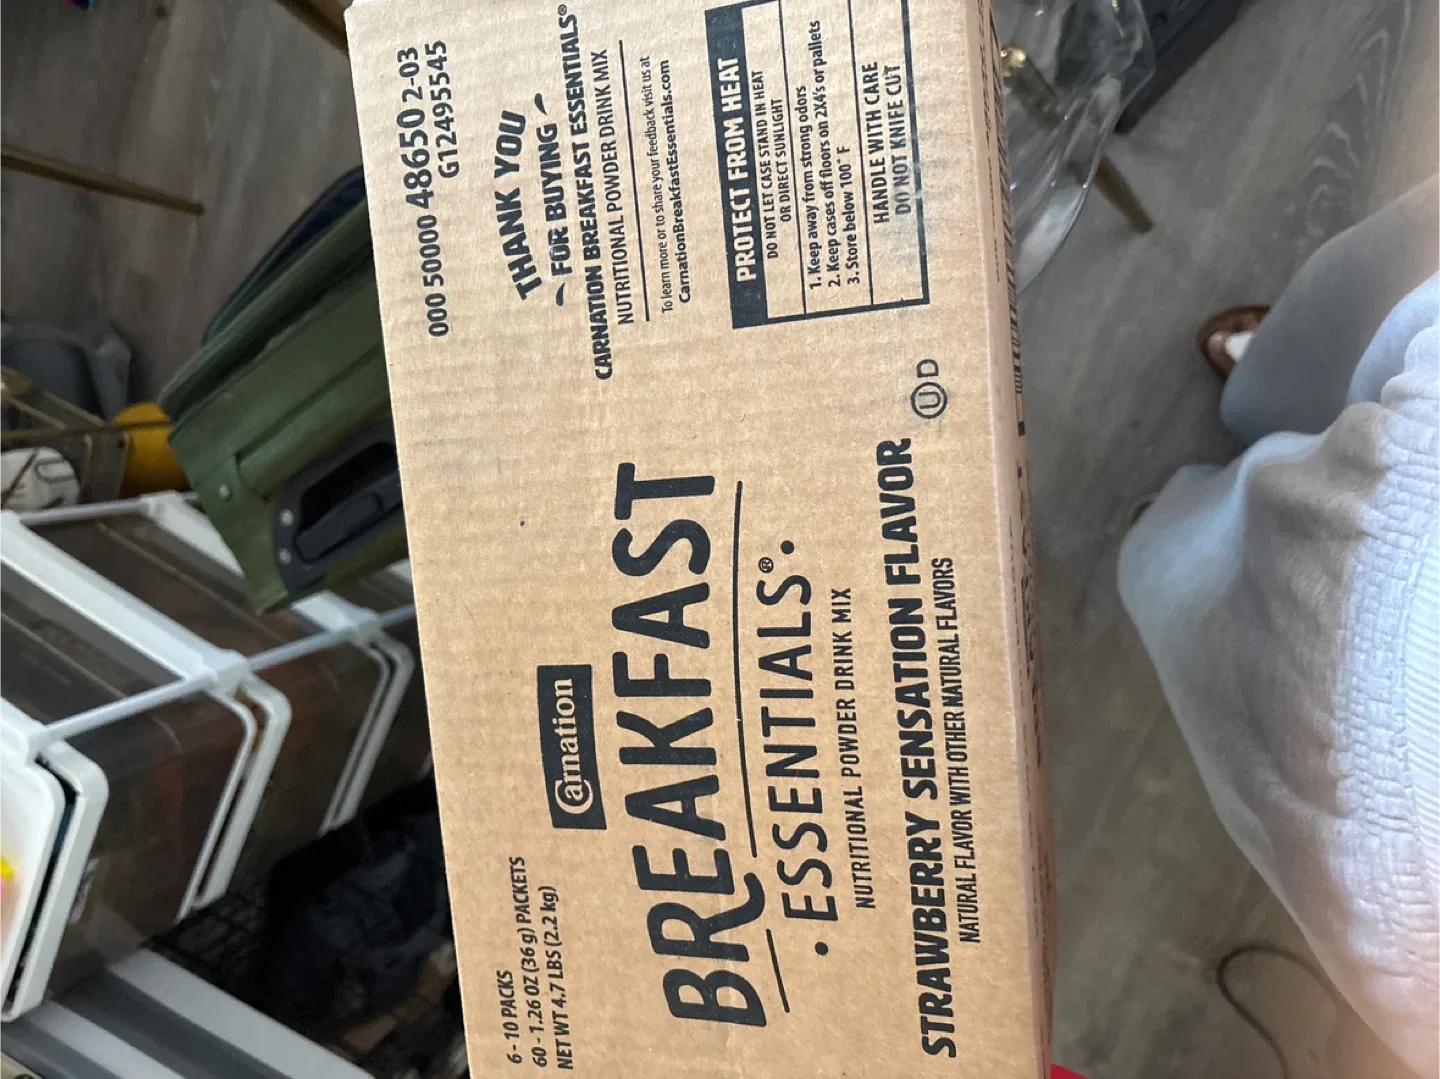 000 50000 48650 2-03
G12495545
THANK YOU
FOR BUYING
CARNATION BREAKFAST ESSENTIALS®
NUTRITIONAL POWDER DRINK MIX
To learn more or to share your feedback visit us at
CarnationBreakfastEssentials.com
PROTECT FROM HEAT
DO NOT LET CASE STAND IN HEAT
OR DIRECT SUNLIGHT
1. Keep away from strong odors
2. Keep cases off floors on 2X4's or pallets
3. Store below 100° F
HANDLE WITH CARE
DO NOT KNIFE CUT
6 - 10 PACKS
60 - 1.26 OZ (36 g) PACKETS
NET WT 4.7 LBS (2.2 kg)
Carnation
BREAKFAST
• ESSENTIALS® •
NUTRITIONAL POWDER DRINK MIX
STRAWBERRY SENSATION FLAVOR
NATURAL FLAVOR WITH OTHER NATURAL FLAVORS
U D